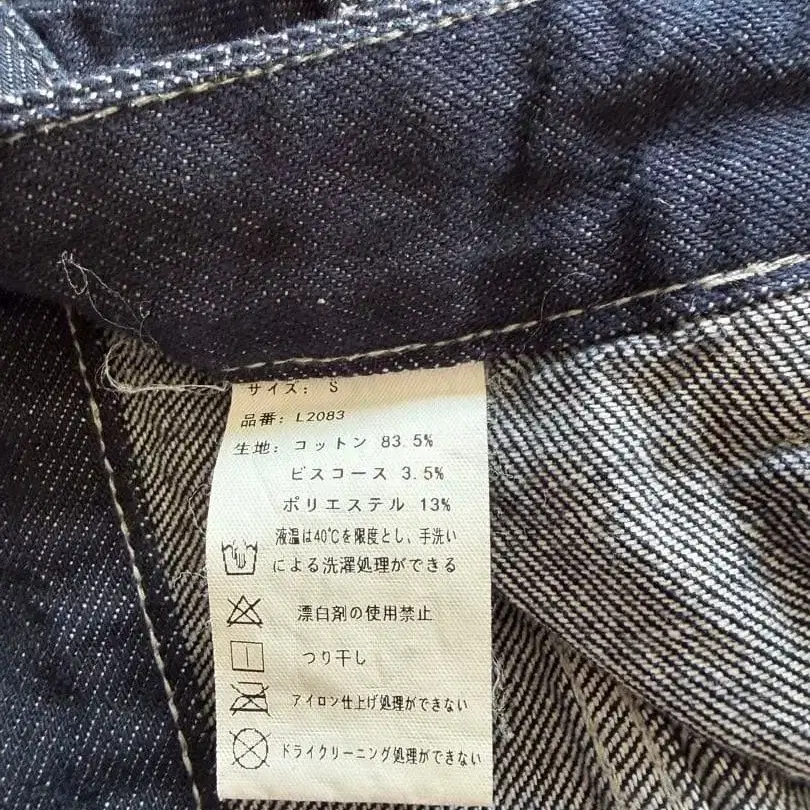 サイズ: S
品番: L2083
生地: コットン 83.5%
ビスコース 3.5%
ポリエステル 13%
液温は40℃を限度とし、手洗い
による洗濯処理ができる
漂白剤の使用禁止
つり干し
アイロン仕上げ処理ができない
ドライクリーニング処理ができない